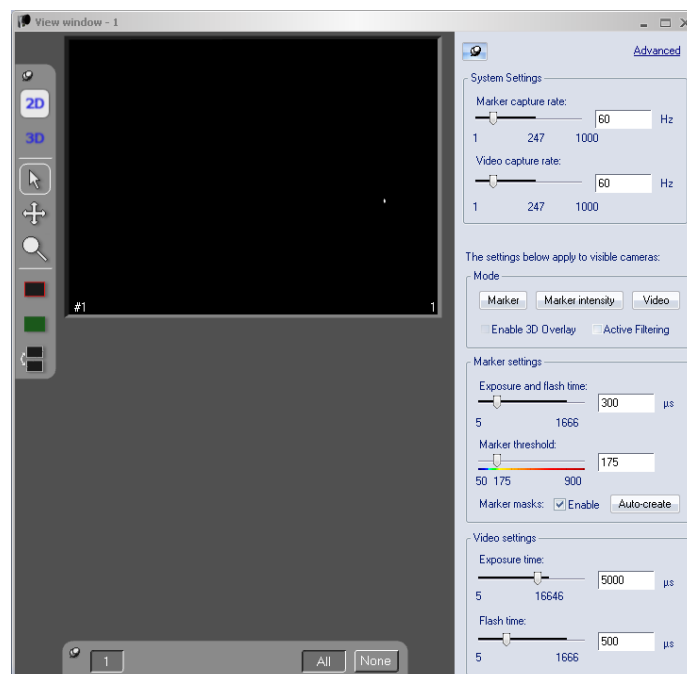 View window - 1
Advanced
2D
3D
#1
1
System Settings
Marker capture rate:
60 Hz
1 247 1000
Video capture rate:
60 Hz
1 247 1000
The settings below apply to visible cameras:
Mode
Marker Marker intensity Video
Enable 3D Overlay Active Filtering
Marker settings
Exposure and flash time:
300 µs
5 1666
Marker threshold:
175
50 175 900
Marker masks: Enable Auto-create
Video settings
Exposure time:
5000 µs
5 16646
Flash time:
500 µs
5 1666
1 All None